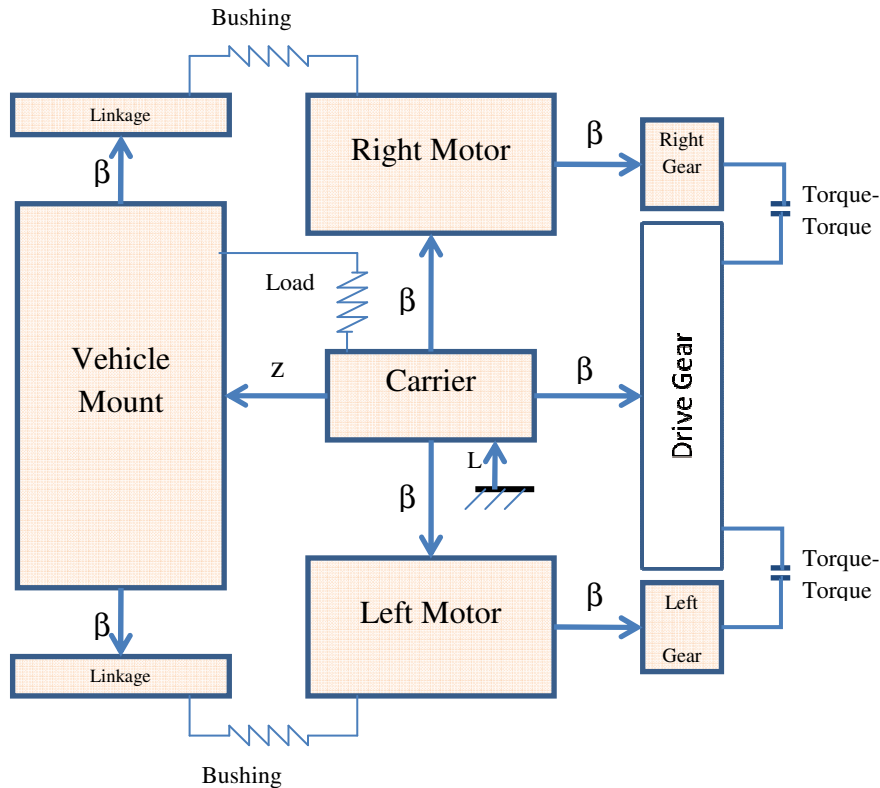 Bushing
Linkage
Right Motor
β
Right
Gear
Torque-
Torque
β
Load
β
Vehicle
Mount
z
Carrier
β
Drive Gear
L
β
Torque-
Torque
β
Left Motor
β
Left
Gear
Linkage
Bushing